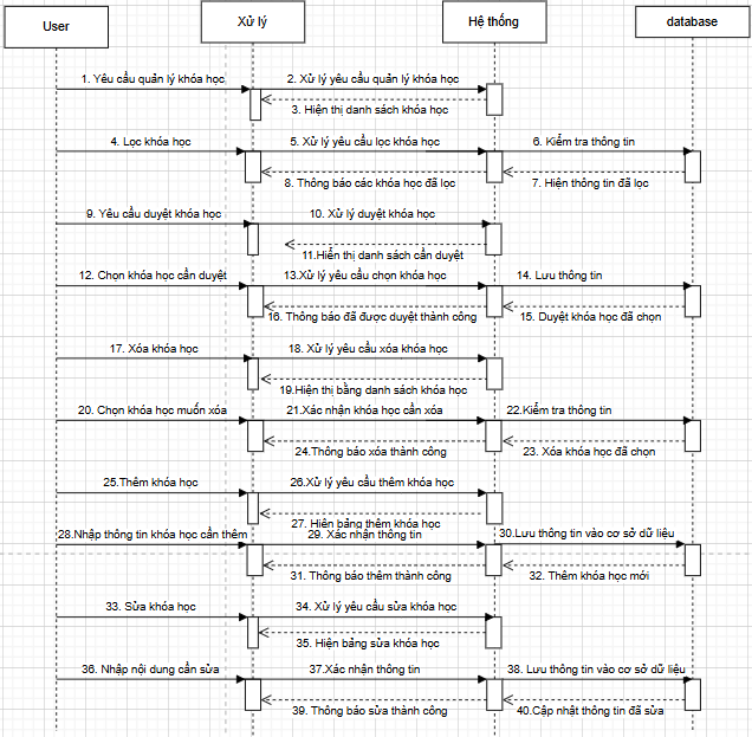 User
Xử lý
Hệ thống
database
1. Yêu cầu quản lý khóa học
2. Xử lý yêu cầu quản lý khóa học
3. Hiện thị danh sách khóa học
4. Lọc khóa học
5. Xử lý yêu cầu lọc khóa học
6. Kiểm tra thông tin
8. Thông báo các khóa học đã lọc
7. Hiện thông tin đã lọc
9. Yêu cầu duyệt khóa học
10. Xử lý duyệt khóa học
11.Hiển thị danh sách cần duyệt
12. Chọn khóa học cần duyệt
13.Xử lý yêu cầu chọn khóa học
14. Lưu thông tin
16. Thông báo đã được duyệt thành công
15. Duyệt khóa học đã chọn
17. Xóa khóa học
18. Xử lý yêu cầu xóa khóa học
19.Hiện thị bằng danh sách khóa học
20. Chọn khóa học muốn xóa
21.Xác nhận khóa học cần xóa
22.Kiểm tra thông tin
24.Thông báo xóa thành công
23. Xóa khóa học đã chọn
25.Thêm khóa học
26.Xử lý yêu cầu thêm khóa học
27. Hiện bảng thêm khóa học
28.Nhập thông tin khóa học cần thêm
29. Xác nhận thông tin
30.Lưu thông tin vào cơ sở dữ liệu
31. Thông báo thêm thành công
32. Thêm khóa học mới
33. Sửa khóa học
34. Xử lý yêu cầu sửa khóa học
35. Hiện bảng sửa khóa học
36. Nhập nội dung cần sửa
37.Xác nhận thông tin
38. Lưu thông tin vào cơ sở dữ liệu
39. Thông báo sửa thành công
40.Cập nhật thông tin đã sửa